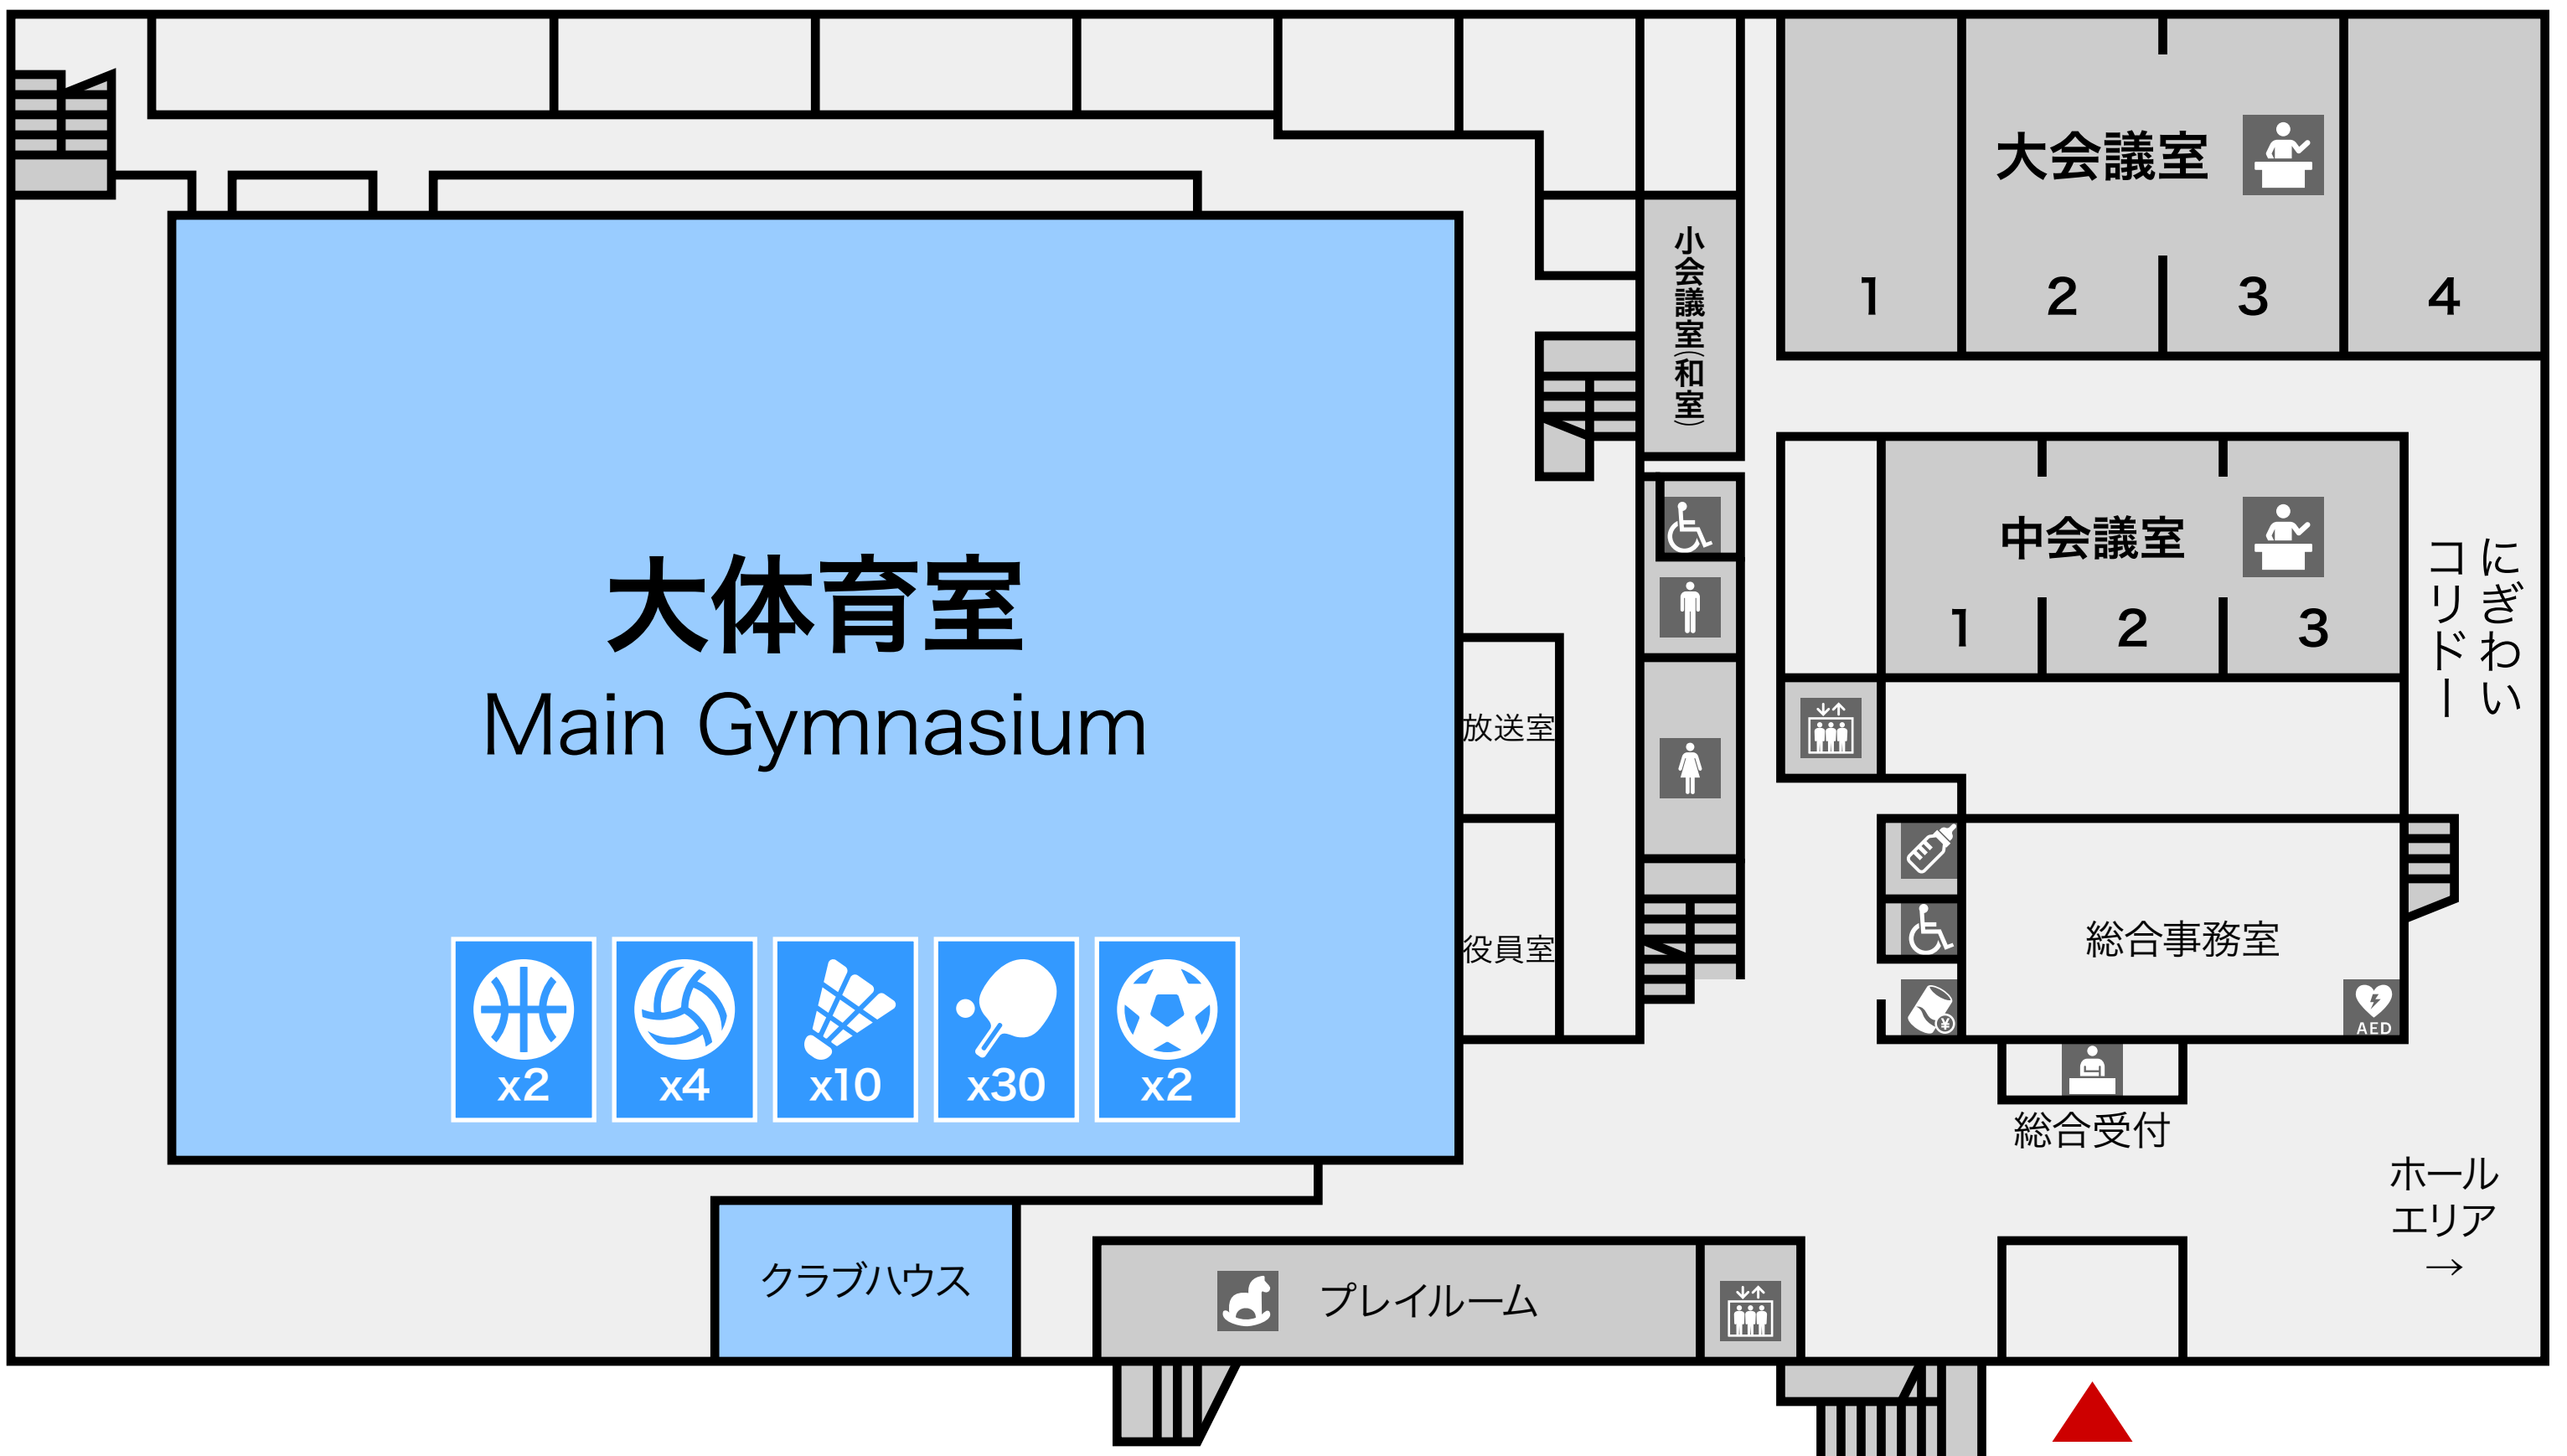 大会議室
1
2
3
4
小会議室(和室)
中会議室
1
2
3
にぎわい
コリドー
大体育室
Main Gymnasium
放送室
役員室
総合事務室
AED
x2
x4
x10
x30
x2
¥
総合受付
ホール
エリア
→
クラブハウス
プレイルーム